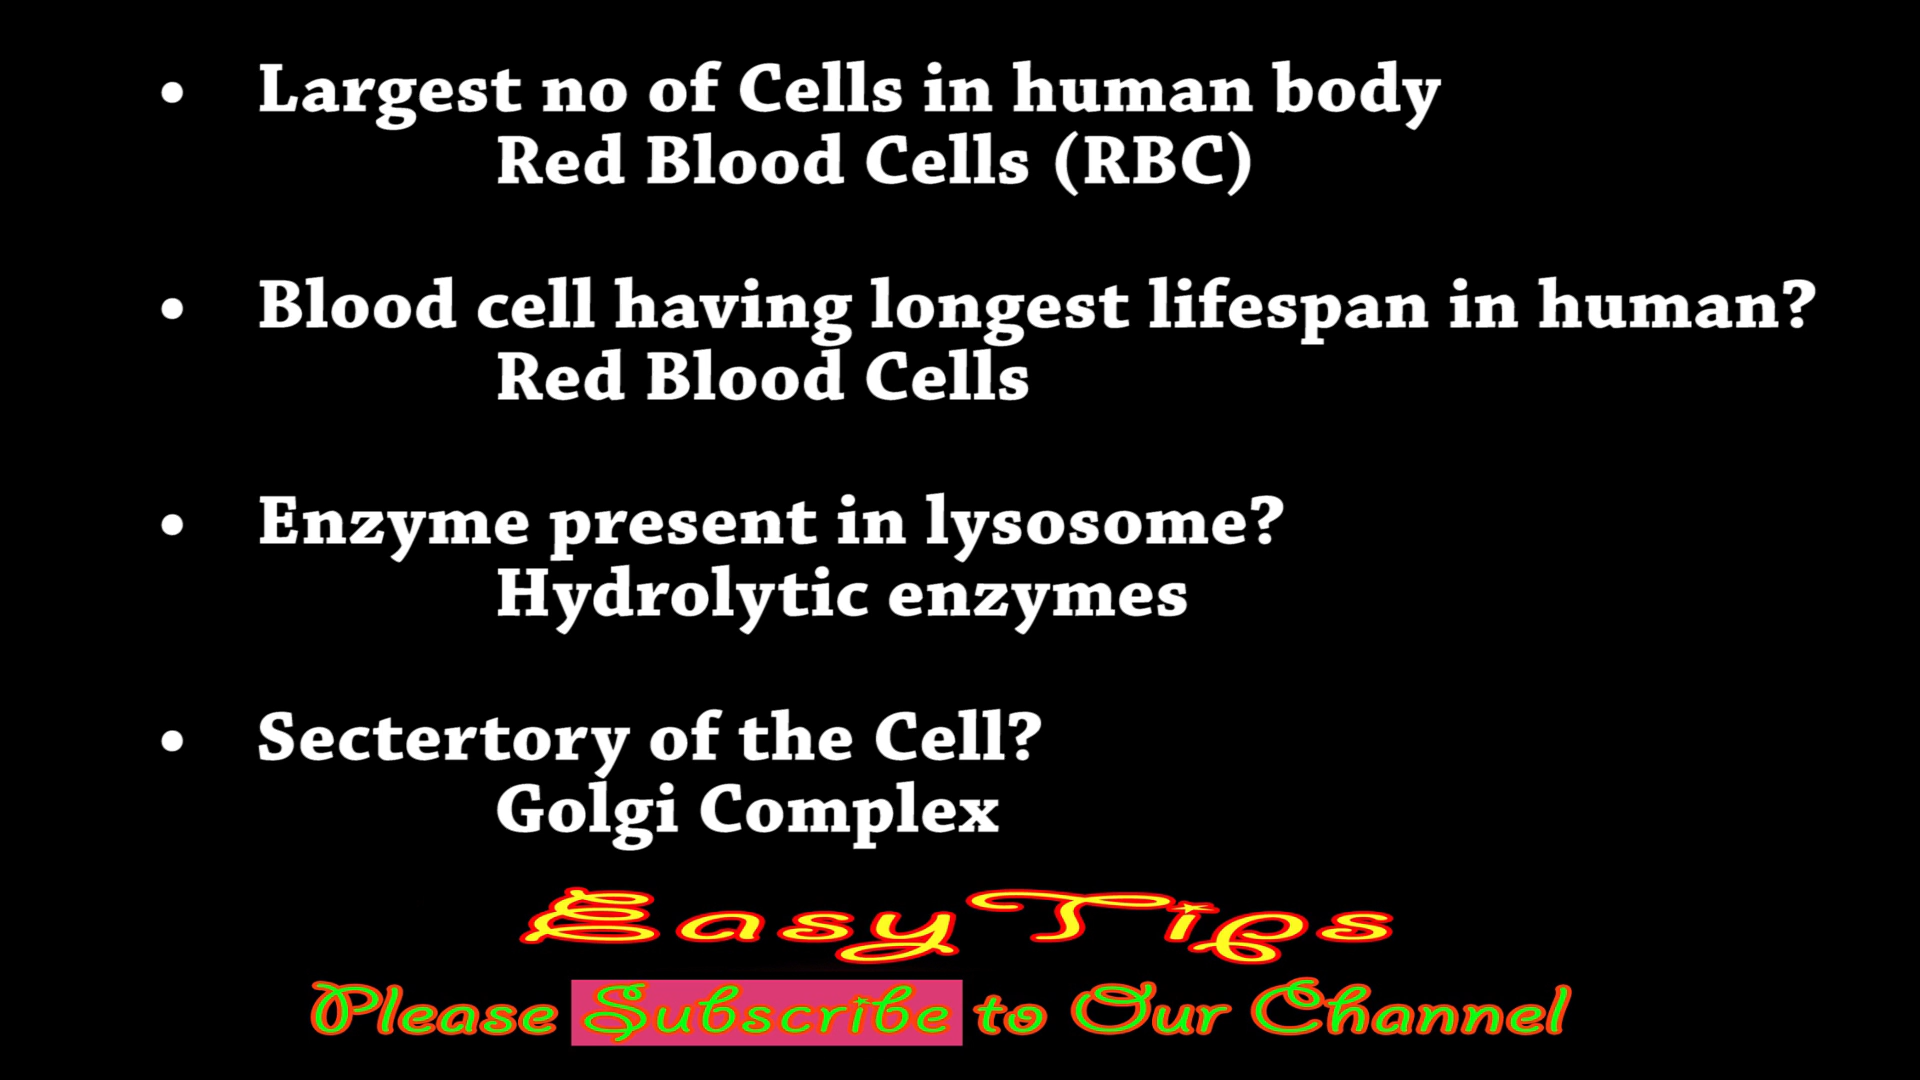 • Largest no of Cells in human body
Red Blood Cells (RBC)
• Blood cell having longest lifespan in human?
Red Blood Cells
• Enzyme present in lysosome?
Hydrolytic enzymes
• Sectertory of the Cell?
Golgi Complex
Easy Tips
Please Subscribe to Our Channel